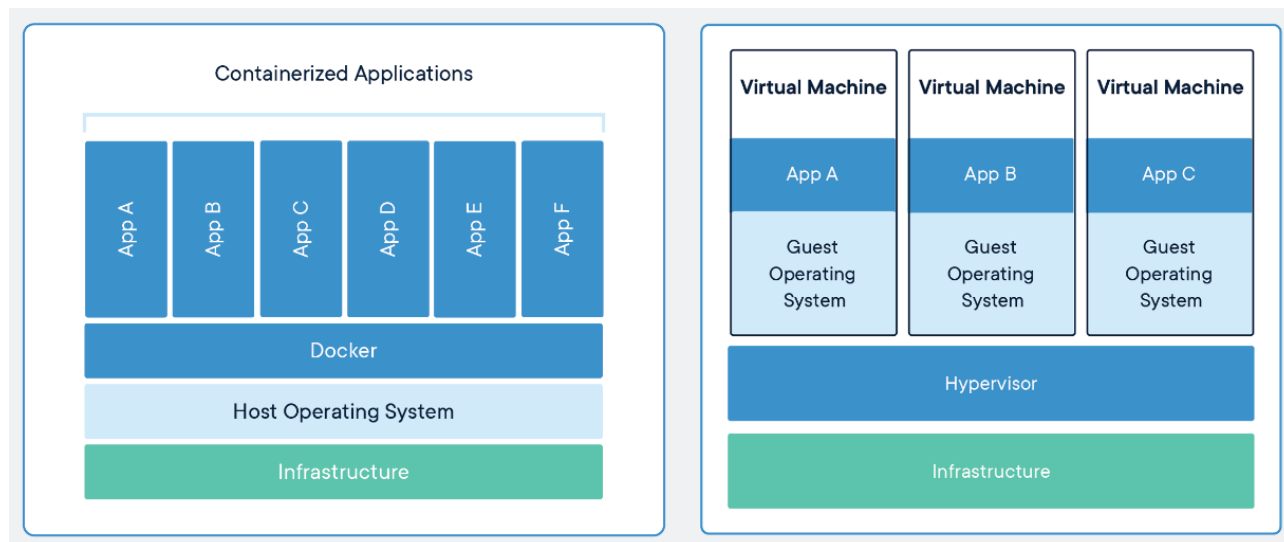 Containerized Applications
App A
App B
App C
App D
App E
App F
Docker
Host Operating System
Infrastructure
Virtual Machine
App A
Guest
Operating
System
Virtual Machine
App B
Guest
Operating
System
Virtual Machine
App C
Guest
Operating
System
Hypervisor
Infrastructure